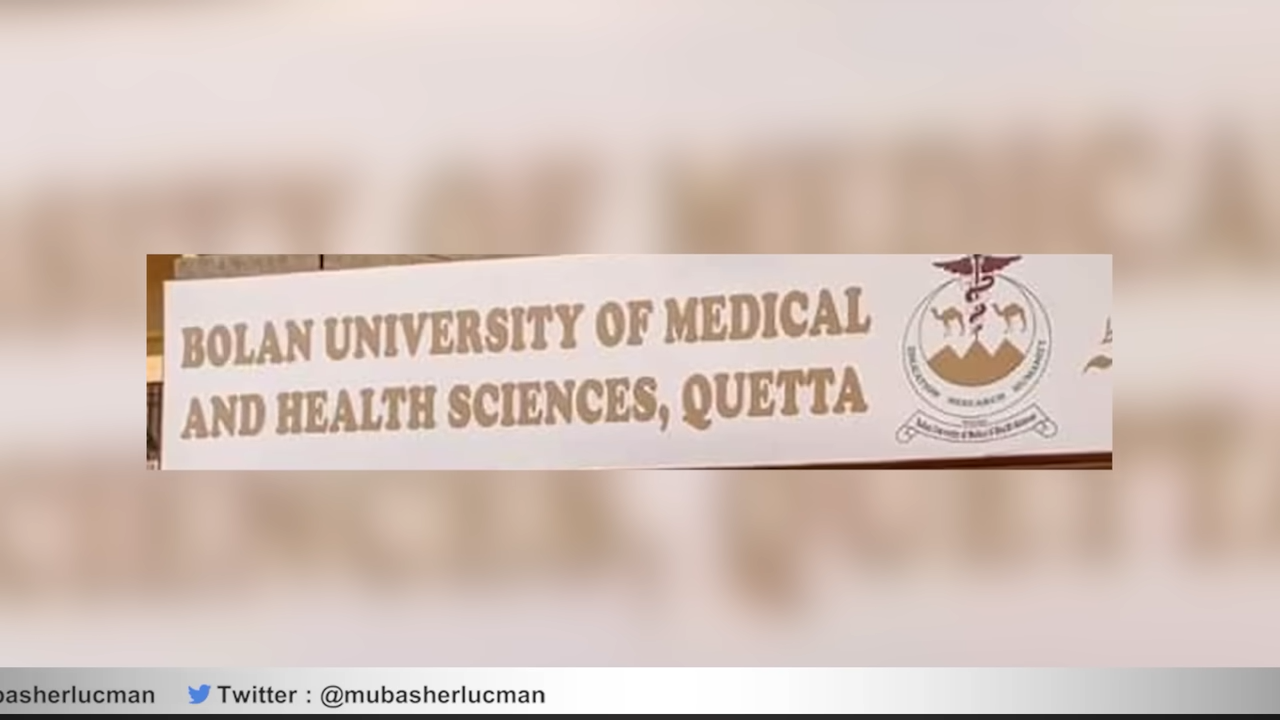 BOLAN UNIVERSITY OF MEDICAL
AND HEALTH SCIENCES, QUETTA
EDUCATION RESEARCH HUMANITY
basherlucman Twitter : @mubasherlucman